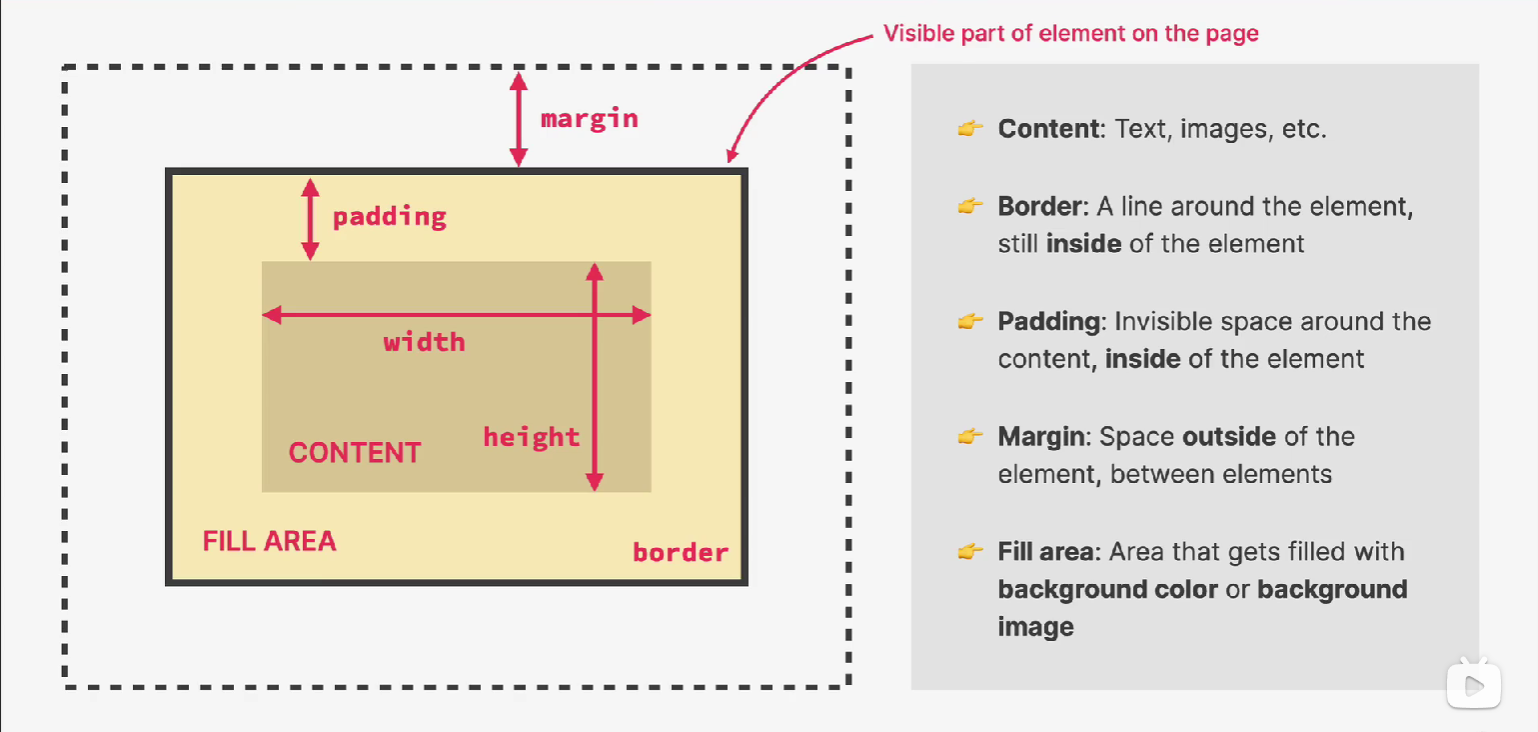 Visible part of element on the page
margin
padding
width
height
CONTENT
FILL AREA
border
👉 Content: Text, images, etc.
👉 Border: A line around the element,
still inside of the element
👉 Padding: Invisible space around the
content, inside of the element
👉 Margin: Space outside of the
element, between elements
👉 Fill area: Area that gets filled with
background color or background
image